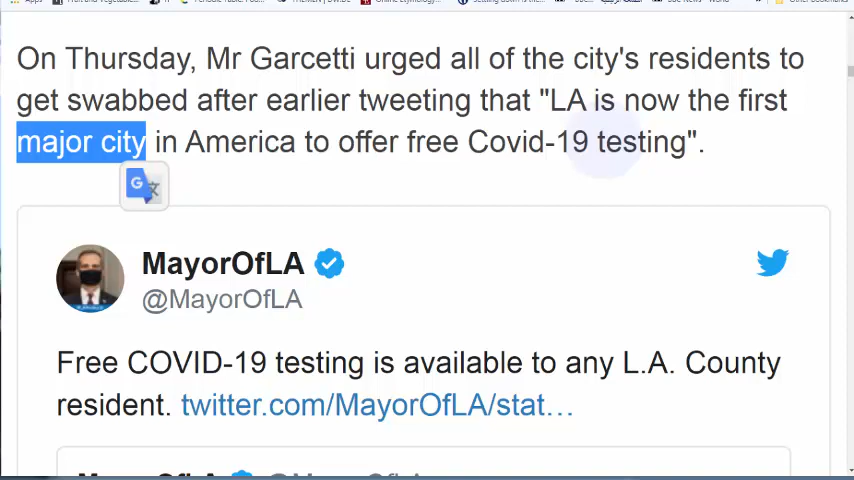 On Thursday, Mr Garcetti urged all of the city's residents to
get swabbed after earlier tweeting that "LA is now the first
major city in America to offer free Covid-19 testing".
MayorOfLA
@MayorOfLA
Free COVID-19 testing is available to any L.A. County
resident. twitter.com/MayorOfLA/stat…